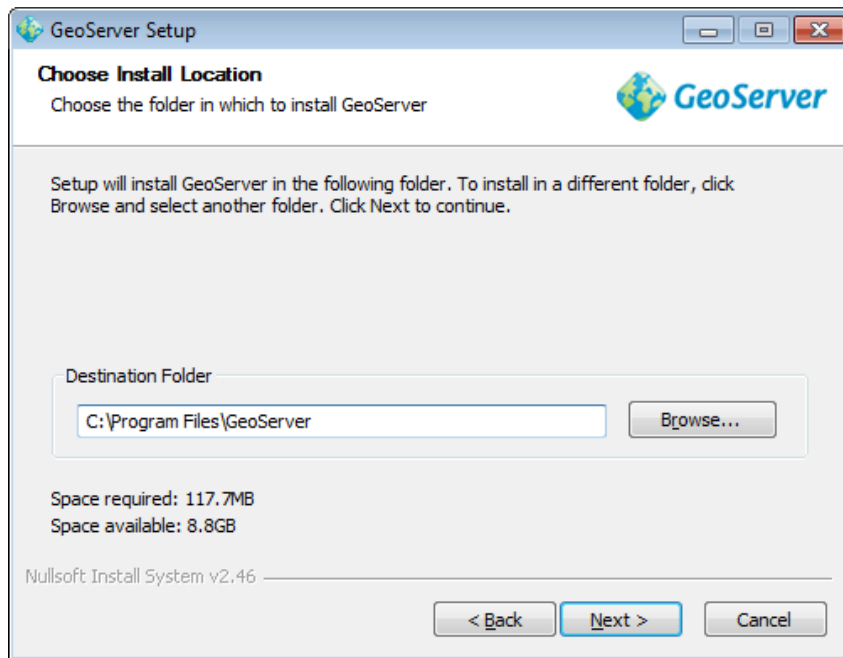 GeoServer Setup
Choose Install Location
Choose the folder in which to install GeoServer
GeoServer
Setup will install GeoServer in the following folder. To install in a different folder, click
Browse and select another folder. Click Next to continue.
Destination Folder
C:\Program Files\GeoServer
Browse...
Space required: 117.7MB
Space available: 8.8GB
Nullsoft Install System v2.46
< Back
Next >
Cancel